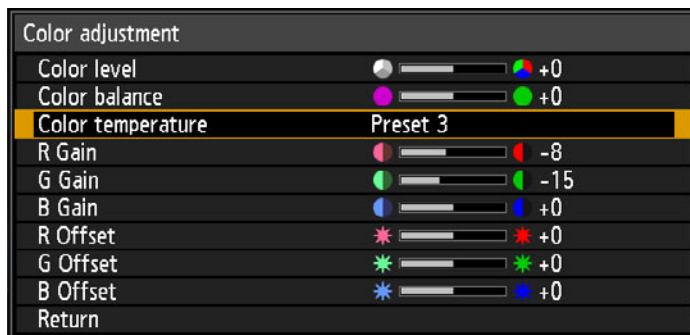 Color adjustment
Color level +0
Color balance +0
Color temperature Preset 3
R Gain -8
G Gain -15
B Gain +0
R Offset +0
G Offset +0
B Offset +0
Return